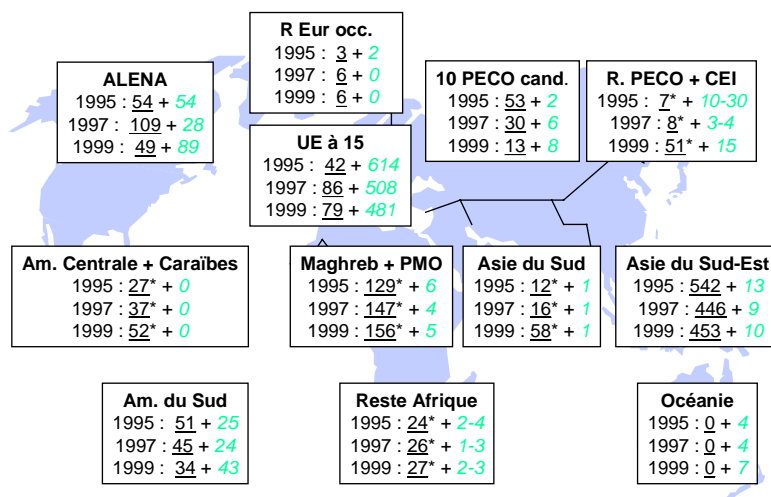 R Eur occ.
1995 : 3 + 2
1997 : 6 + 0
1999 : 6 + 0
ALENA
1995 : 54 + 54
1997 : 109 + 28
1999 : 49 + 89
10 PECO cand.
1995 : 53 + 2
1997 : 30 + 6
1999 : 13 + 8
R. PECO + CEI
1995 : 7* + 10-30
1997 : 8* + 3-4
1999 : 51* + 15
UE à 15
1995 : 42 + 614
1997 : 86 + 508
1999 : 79 + 481
Am. Centrale + Caraïbes
1995 : 27* + 0
1997 : 37* + 0
1999 : 52* + 0
Maghreb + PMO
1995 : 129* + 6
1997 : 147* + 4
1999 : 156* + 5
Asie du Sud
1995 : 12* + 1
1997 : 16* + 1
1999 : 58* + 1
Asie du Sud-Est
1995 : 542 + 13
1997 : 446 + 9
1999 : 453 + 10
Am. du Sud
1995 : 51 + 25
1997 : 45 + 24
1999 : 34 + 43
Reste Afrique
1995 : 24* + 2-4
1997 : 26* + 1-3
1999 : 27* + 2-3
Océanie
1995 : 0 + 4
1997 : 0 + 4
1999 : 0 + 7